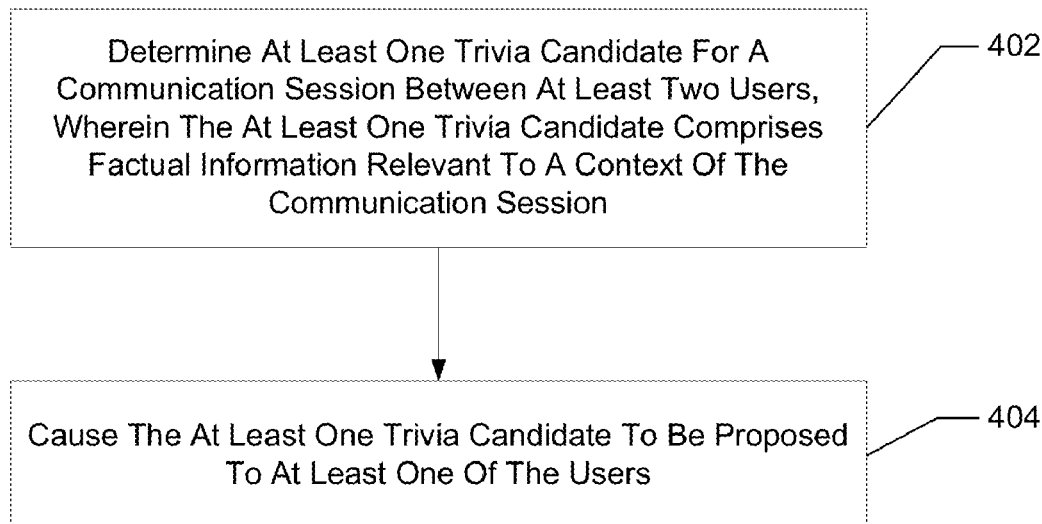 Determine At Least One Trivia Candidate For A
Communication Session Between At Least Two Users,
Wherein The At Least One Trivia Candidate Comprises
Factual Information Relevant To A Context Of The
Communication Session
402
Cause The At Least One Trivia Candidate To Be Proposed
To At Least One Of The Users
404